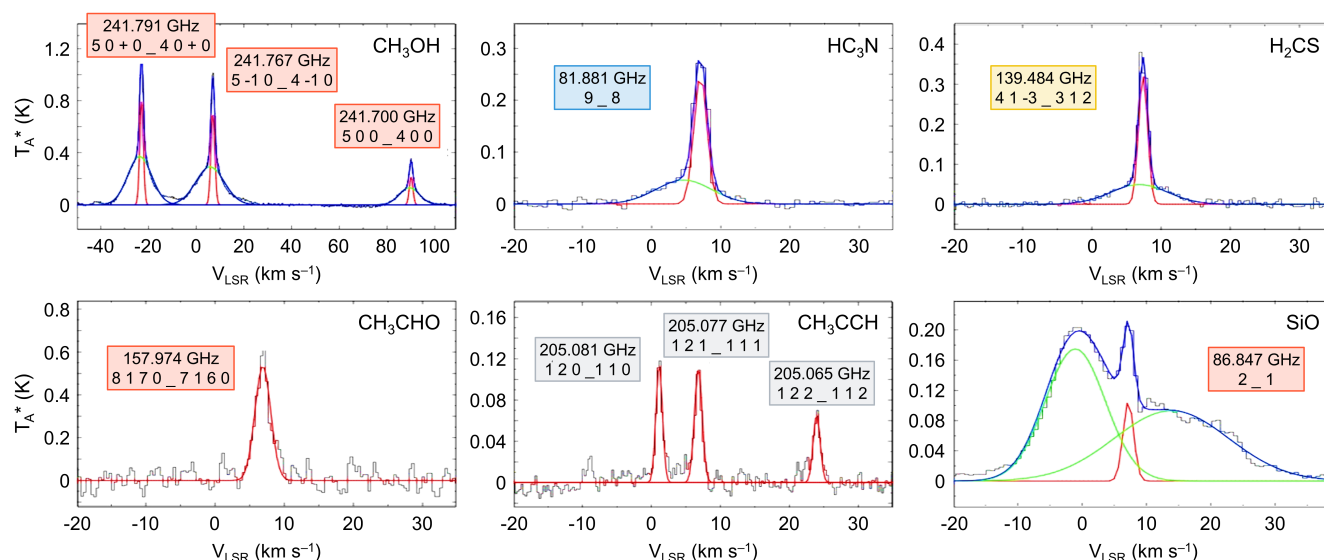 241.791 GHz
5 0 + 0 _ 4 0 + 0
CH₃OH
241.767 GHz
5 -1 0 _ 4 -1 0
241.700 GHz
5 0 0 _ 4 0 0
1.2
0.8
0.4
0
T_A* (K)
-50 -40 -20 0 20 40 60 80 100
V_LSR (km s⁻¹)
HC₃N
81.881 GHz
9 _ 8
0.3
0.2
0.1
0
-20 -10 0 10 20 30
V_LSR (km s⁻¹)
H₂CS
139.484 GHz
4 1 -3 _ 3 1 2
0.4
0.3
0.2
0.1
0
-20 -10 0 10 20 30
V_LSR (km s⁻¹)
CH₃CHO
157.974 GHz
8 1 7 0 _ 7 1 6 0
0.8
0.6
0.4
0.2
0
T_A* (K)
-20 -10 0 10 20 30
V_LSR (km s⁻¹)
CH₃CCH
205.081 GHz
1 2 0 _ 1 1 0
205.077 GHz
1 2 1 _ 1 1 1
205.065 GHz
1 2 2 _ 1 1 2
0.16
0.12
0.08
0.04
0
-20 -10 0 10 20 30
V_LSR (km s⁻¹)
SiO
86.847 GHz
2 _ 1
0.20
0.16
0.12
0.08
0.04
0
-20 -10 0 10 20 30
V_LSR (km s⁻¹)